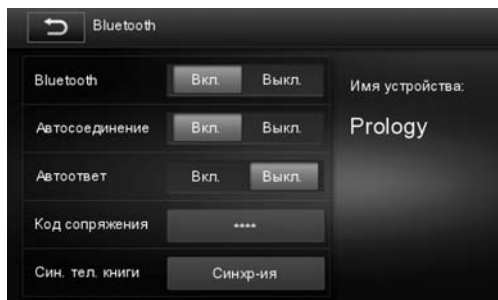 Bluetooth
Bluetooth Вкл. Выкл.
Имя устройства:
Автосоединение Вкл. Выкл.
Prology
Автоответ Вкл. Выкл.
Код сопряжения ****
Син. тел. книги Синхр-ия